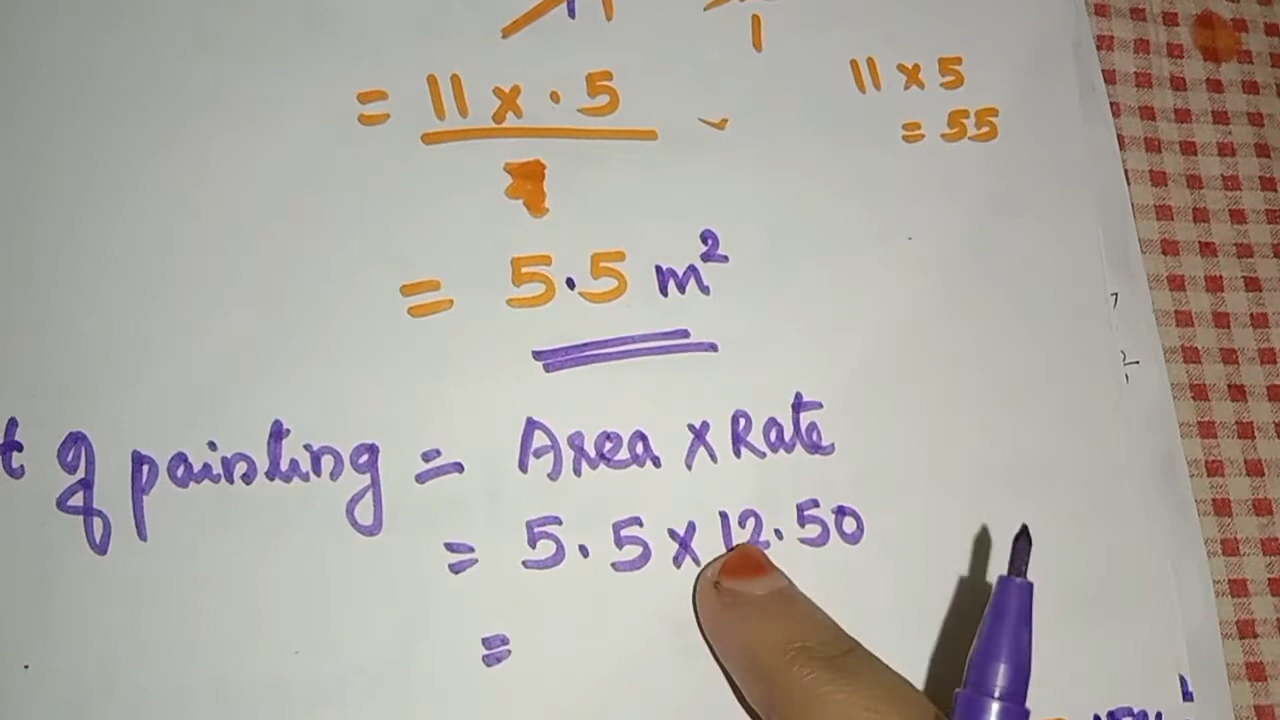 = 11 x .5
11 x 5
= 55
= 5.5 m²
t of painting = Area x Rate
= 5.5 x 12.50
=